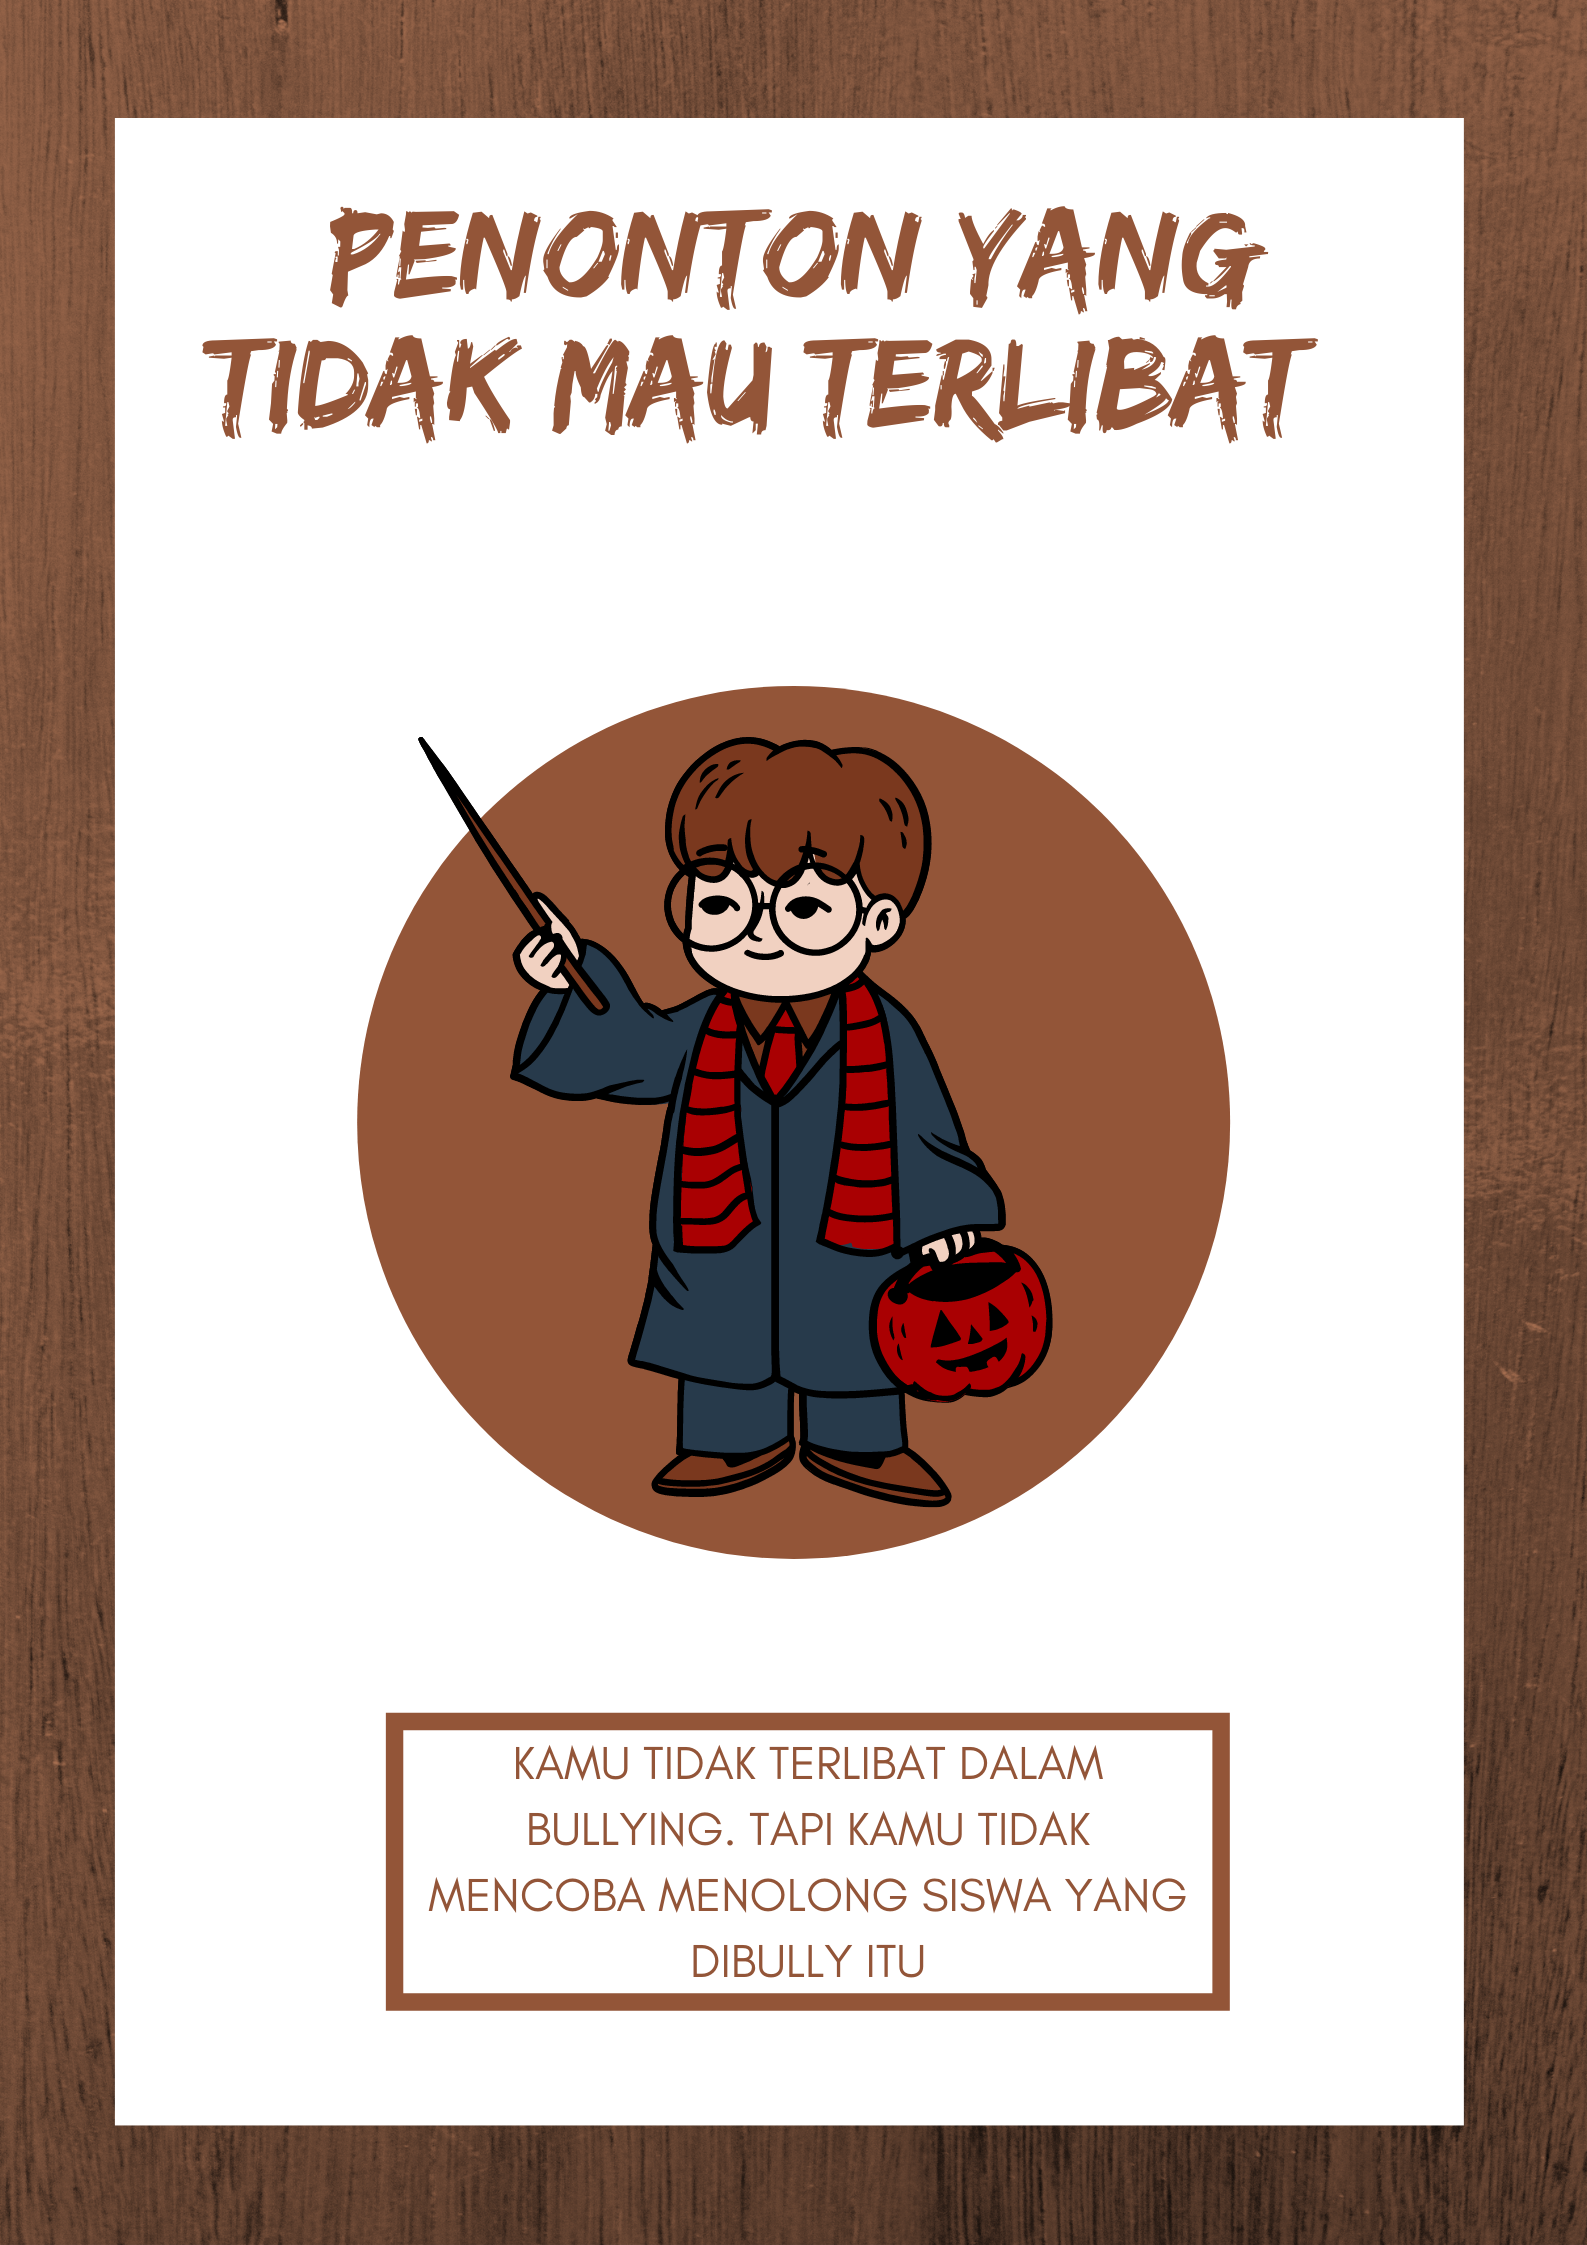 PENONTON YANG
TIDAK MAU TERLIBAT
KAMU TIDAK TERLIBAT DALAM
BULLYING. TAPI KAMU TIDAK
MENCOBA MENOLONG SISWA YANG
DIBULLY ITU